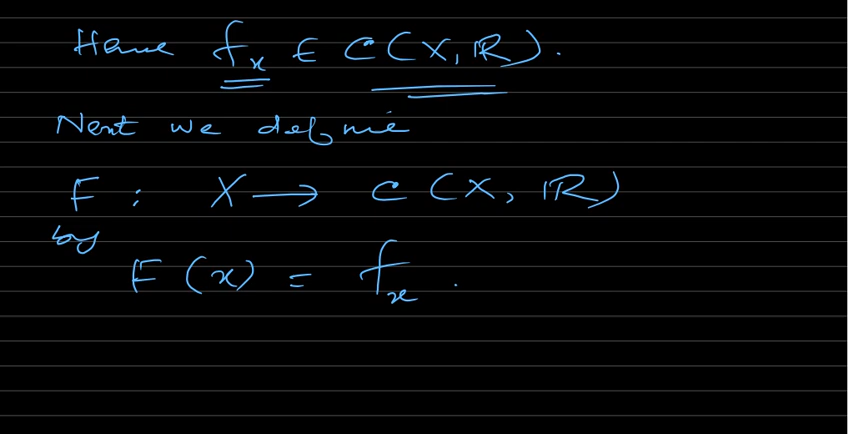 Hence f_x ∈ C(X, ℝ).
Next we define
F : X ⟶ C(X, ℝ)
by
F(x) = f_x.